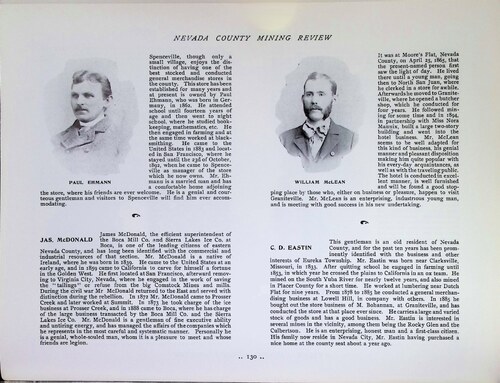 NEVADA COUNTY MINING REVIEW
Spenceville, though only a
small village, enjoys the dis-
tinction of having one of the
best stocked and conducted
general merchandise stores in
the county. This store has been
established for many years and
at present is owned by Paul
Ehmann, who was born in Ger-
many, in 1862. He attended
school until fourteen years of
age and then went to night
school, where he studied book-
keeping, mathematics, etc. He
then engaged in farming and at
the same time worked at black-
smithing. He came to the
United States in 1883 and locat-
ed in San Francisco, where he
stayed until the 23d of October,
1892, when he came to Spence-
ville as manager of the store
which he now owns. Mr. Eh-
mann is a married man and has
a comfortable home adjoining
the store, where his friends are ever welcome. He is a genial and cour-
teous gentleman and visitors to Spenceville will find him ever accom-
modating.
PAUL EHMANN
JAS. McDONALD
James McDonald, the efficient superintendent of
the Boca Mill Co. and Sierra Lakes Ice Co. at
Boca, is one of the leading citizens of eastern
Nevada County, and has long been identified with the commercial and
industrial resources of that section. Mr. McDonald is a native of
Ireland, where he was born in 1839. He came to the United States at an
early age, and in 1859 came to California to carve for himself a fortune
in the Golden West. He first located at San Francisco, afterward remov-
ing to Virginia City, Nevada, where he engaged in the work of saving
the "tailings" or refuse from the big Comstock Mines and mills.
During the civil war Mr. McDonald returned to the East and served with
distinction during the rebellion. In 1872 Mr. McDonald came to Prosser
Creek and later worked at Summit. In 1873 he took charge of the ice
business at Prosser Creek, and in 1888 came to Boca, where he has charge
of the large business transacted by the Boca Mill Co. and the Sierra
Lakes Ice Co. Mr. McDonald is a gentleman of fine executive ability
and untiring energy, and has managed the affairs of the companies which
he represents in the most careful and systematic manner. Personally he
is a genial, whole-souled man, whom it is a pleasure to meet and whose
friends are legion.
It was at Moore's Flat, Nevada
County, on April 23, 1865, that
the present-named person first
saw the light of day. He lived
there until a young man, going
then to North San Juan, where
he clerked in a store for awhile.
Afterwards he moved to Granite-
ville, where he opened a butcher
shop, which he conducted for
four years. He followed min-
ing for some time and in 1894,
in partnership with Miss Nora
Mannix, built a large two-story
building and went into the
hotel business. Mr. McLean
seems to be well adapted for
this kind of business, his genial
manner and pleasant disposition
making him quite popular with
his every-day acquaintances, as
well as with the traveling public.
The hotel is conducted in excel-
lent manner, is well furnished
and will be found a good stop-
ping place by those who, either on business or pleasure, happen to visit
Graniteville. Mr. McLean is an enterprising, industrous young man,
and is meeting with good success in his new undertaking.
WILLIAM McLEAN
C. D. EASTIN
This gentleman is an old resident of Nevada
County, and for the past ten years has been prom-
inently identified with the business and other
interests of Eureka Township. Mr. Eastin was born near Clarkville,
Missouri, in 1833. After quitting school he engaged in farming until
1853, in which year he crossed the plains to California in an ox team. He
mined on the South Yuba River for nearly twelve years, and also mined
in Placer County for a short time. He worked at lumbering near Dutch
Flat for nine years. From 1878 to 1883 he conducted a general merchan-
dising business at Lowell Hill, in company with others. In 1885 he
bought out the store business of M. Bohannan, at Graniteville, and has
conducted the store at that place ever since. He carries a large and varied
stock of goods and has a good business. Mr. Eastin is interested in
several mines in the vicinity, among them being the Rocky Glen and the
Culbertson. He is an enterprising, honest man and a first-class citizen.
His family now reside in Nevada City, Mr. Eastin having purchased a
nice home at the county seat about a year ago.
.. 130 ..